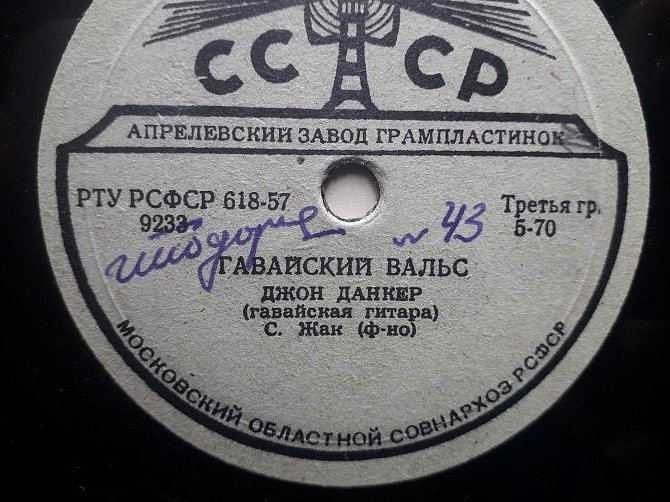 СССР
АПРЕЛЕВСКИЙ ЗАВОД ГРАМПЛАСТИНОК
РТУ РСФСР 618-57
9233
Третья гр.
5-70
№ 43
ГАВАЙСКИЙ ВАЛЬС
ДЖОН ДАНКЕР
(гавайская гитара)
С. Жак (ф-но)
МОСКОВСКИЙ ОБЛАСТНОЙ СОВНАРХОЗ РСФСР